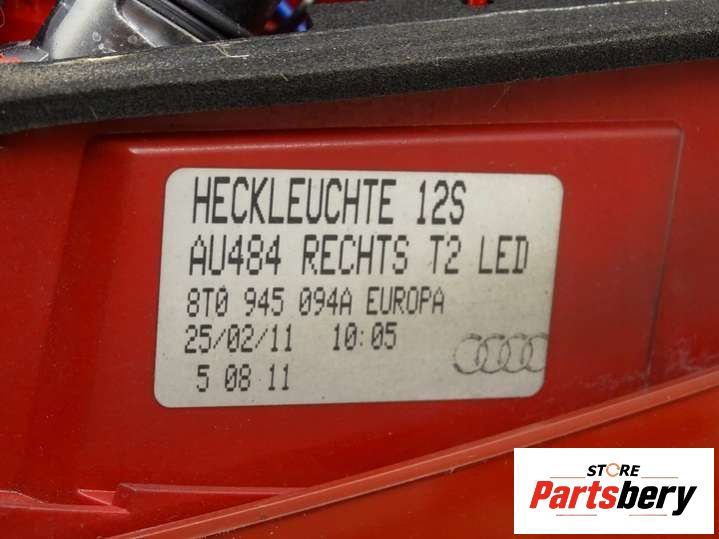 HECKLEUCHTE 12S
AU484 RECHTS T2 LED
8T0 945 094A EUROPA
25/02/11 10:05
5 08 11
STORE
Partsbery